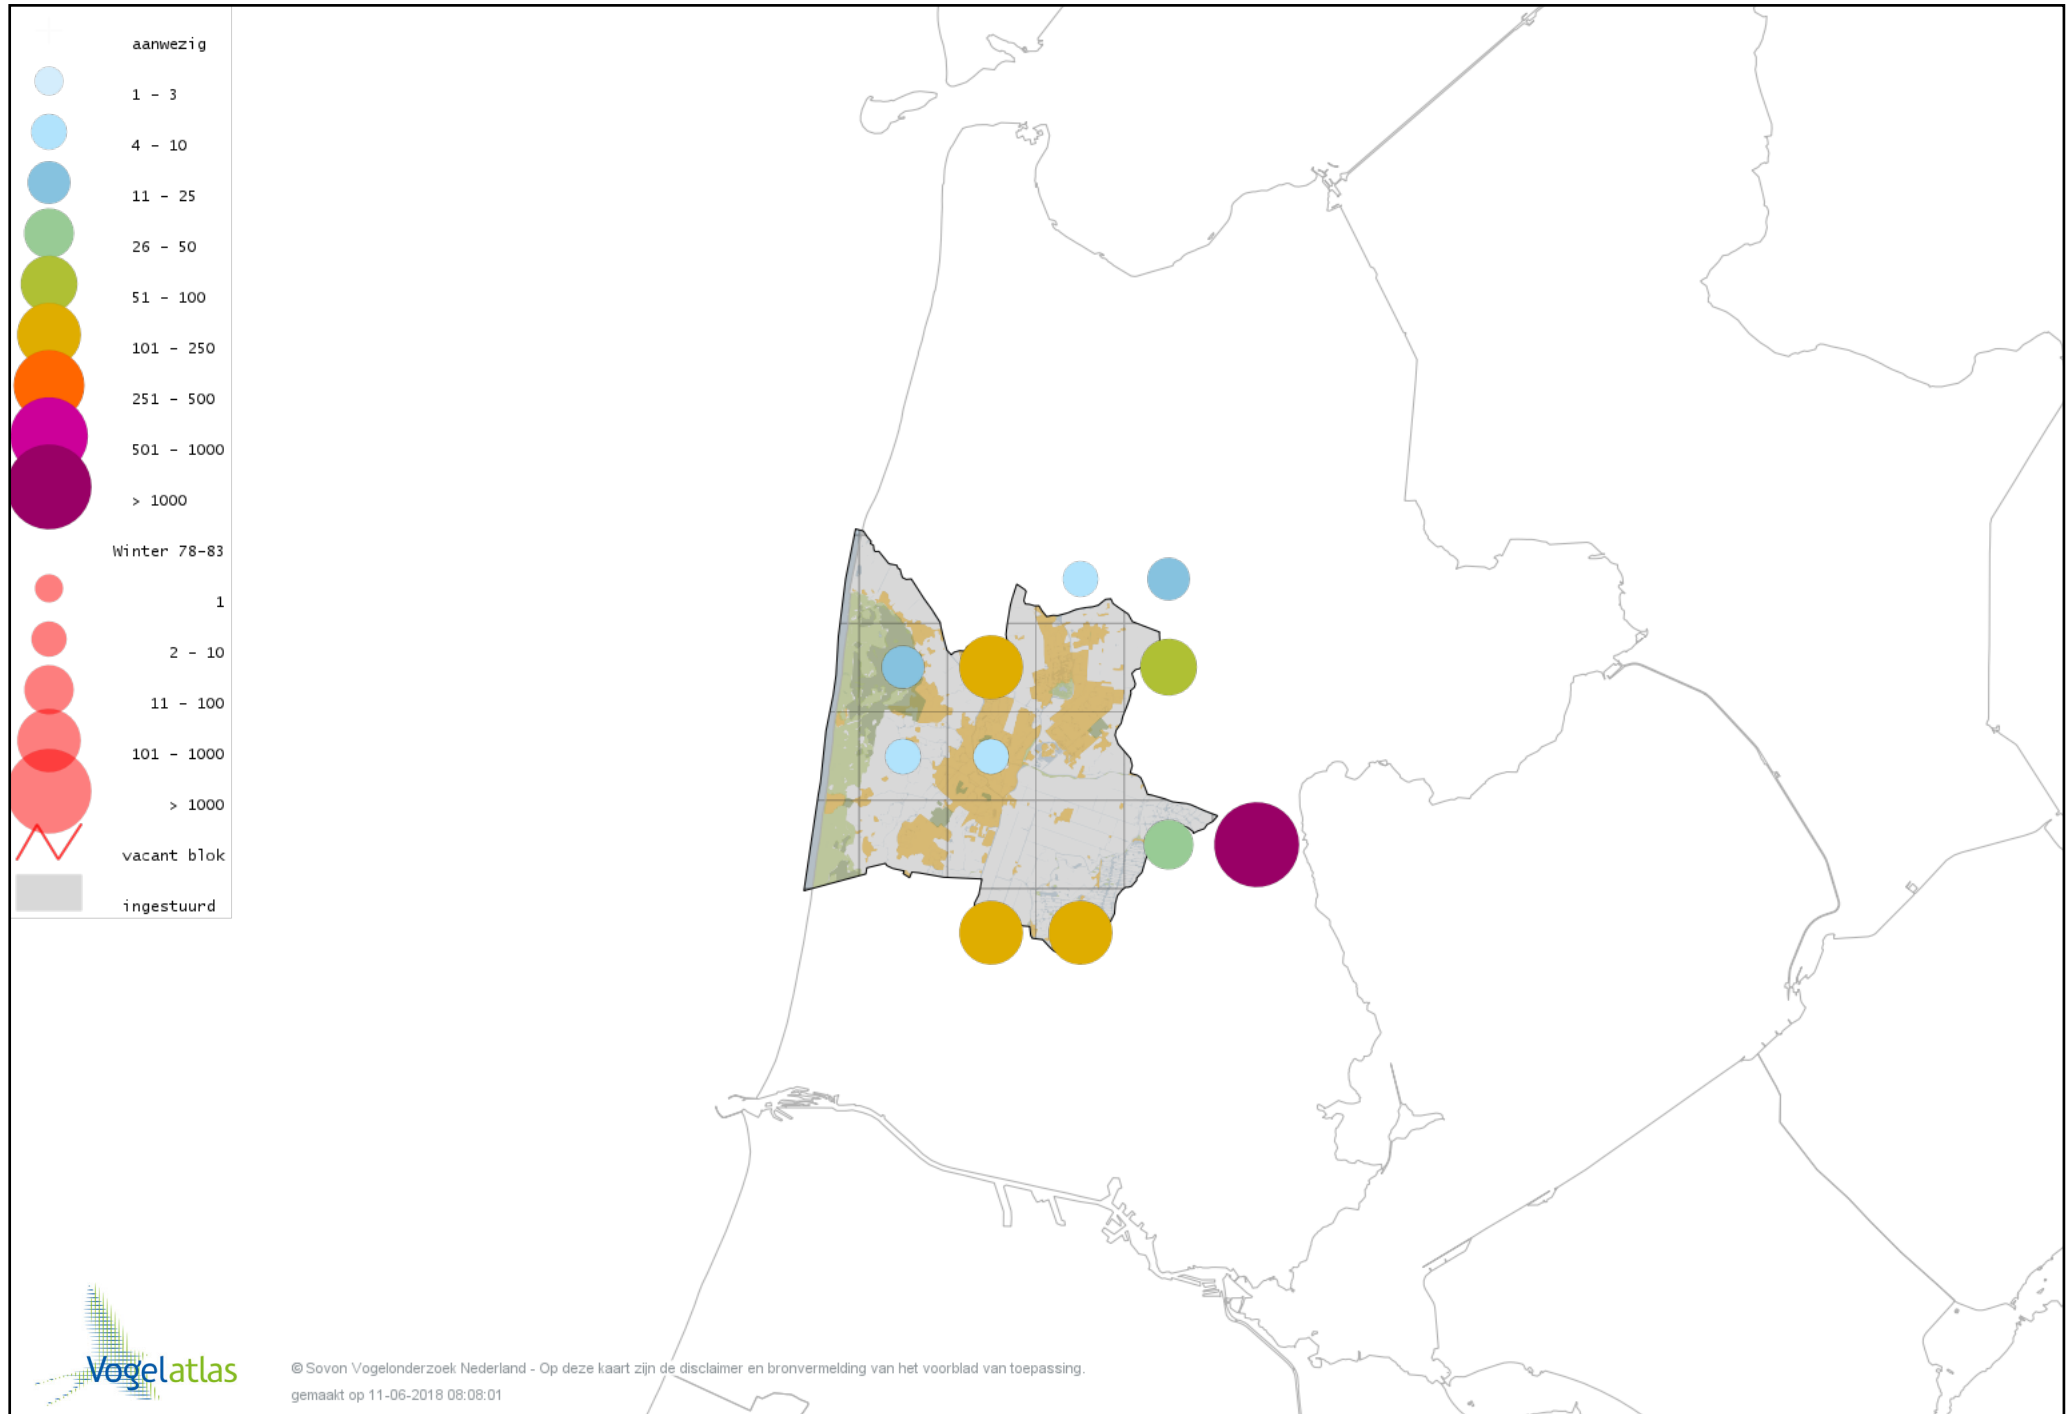 aanwezig
1 – 3
4 – 10
11 – 25
26 – 50
51 – 100
101 – 250
251 – 500
501 – 1000
> 1000
Winter 78-83
1
2 – 10
11 – 100
101 – 1000
> 1000
vacant blok
ingestuurd
Vogelatlas
© Sovon Vogelonderzoek Nederland - Op deze kaart zijn de disclaimer en bronvermelding van het voorblad van toepassing.
gemaakt op 11-06-2018 08:08:01